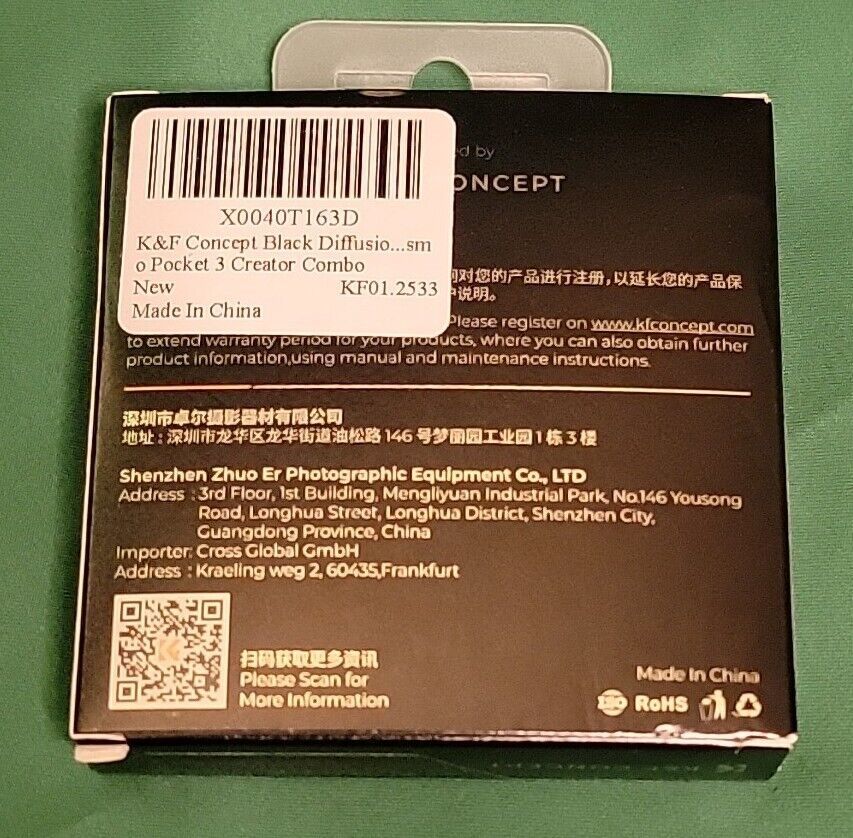 X0040T163D
K&F Concept Black Diffusio...sm
o Pocket 3 Creator Combo
New KF01.2533
Made In China
ed by
ONCEPT
对您的产品进行注册，以延长您的产品保
说明。
Please register on www.kfconcept.com
to extend warranty period for your products, where you can also obtain further
product information,using manual and maintenance instructions.
深圳市卓尔摄影器材有限公司
地址：深圳市龙华区龙华街道油松路 146 号梦丽园工业园 1 栋 3 楼
Shenzhen Zhuo Er Photographic Equipment Co., LTD
Address : 3rd Floor, 1st Building, Mengliyuan Industrial Park, No.146 Yousong
Road, Longhua Street, Longhua District, Shenzhen City,
Guangdong Province, China
Importer: Cross Global GmbH
Address : Kraeling weg 2, 60435,Frankfurt
扫码获取更多资讯
Please Scan for
More Information
Made In China
ISO RoHS